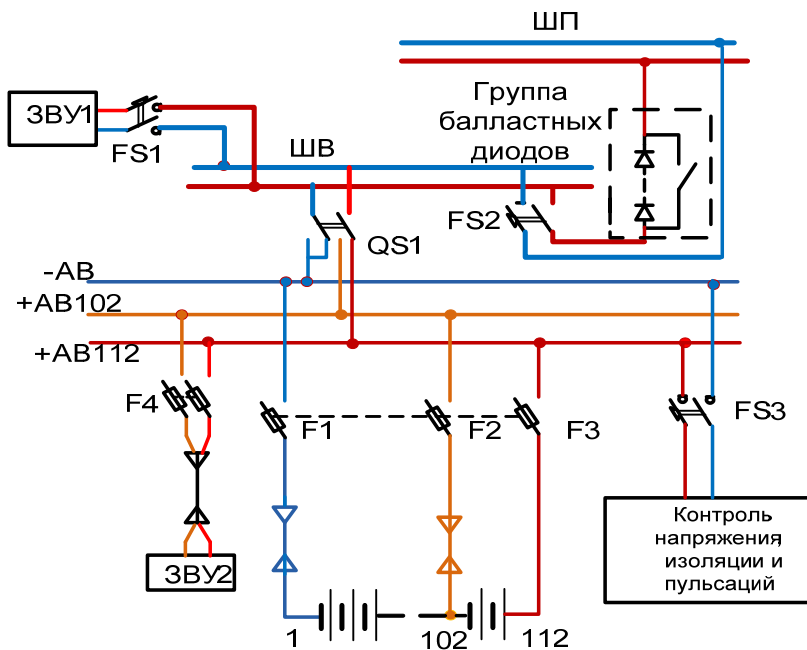 ШП
ЗВУ1
FS1
Группа
балластных
диодов
ШВ
FS2
QS1
-АВ
+АВ102
+АВ112
F4
F1
F2
F3
FS3
ЗВУ2
Контроль
напряжения,
изоляции и
пульсаций
1
102
112